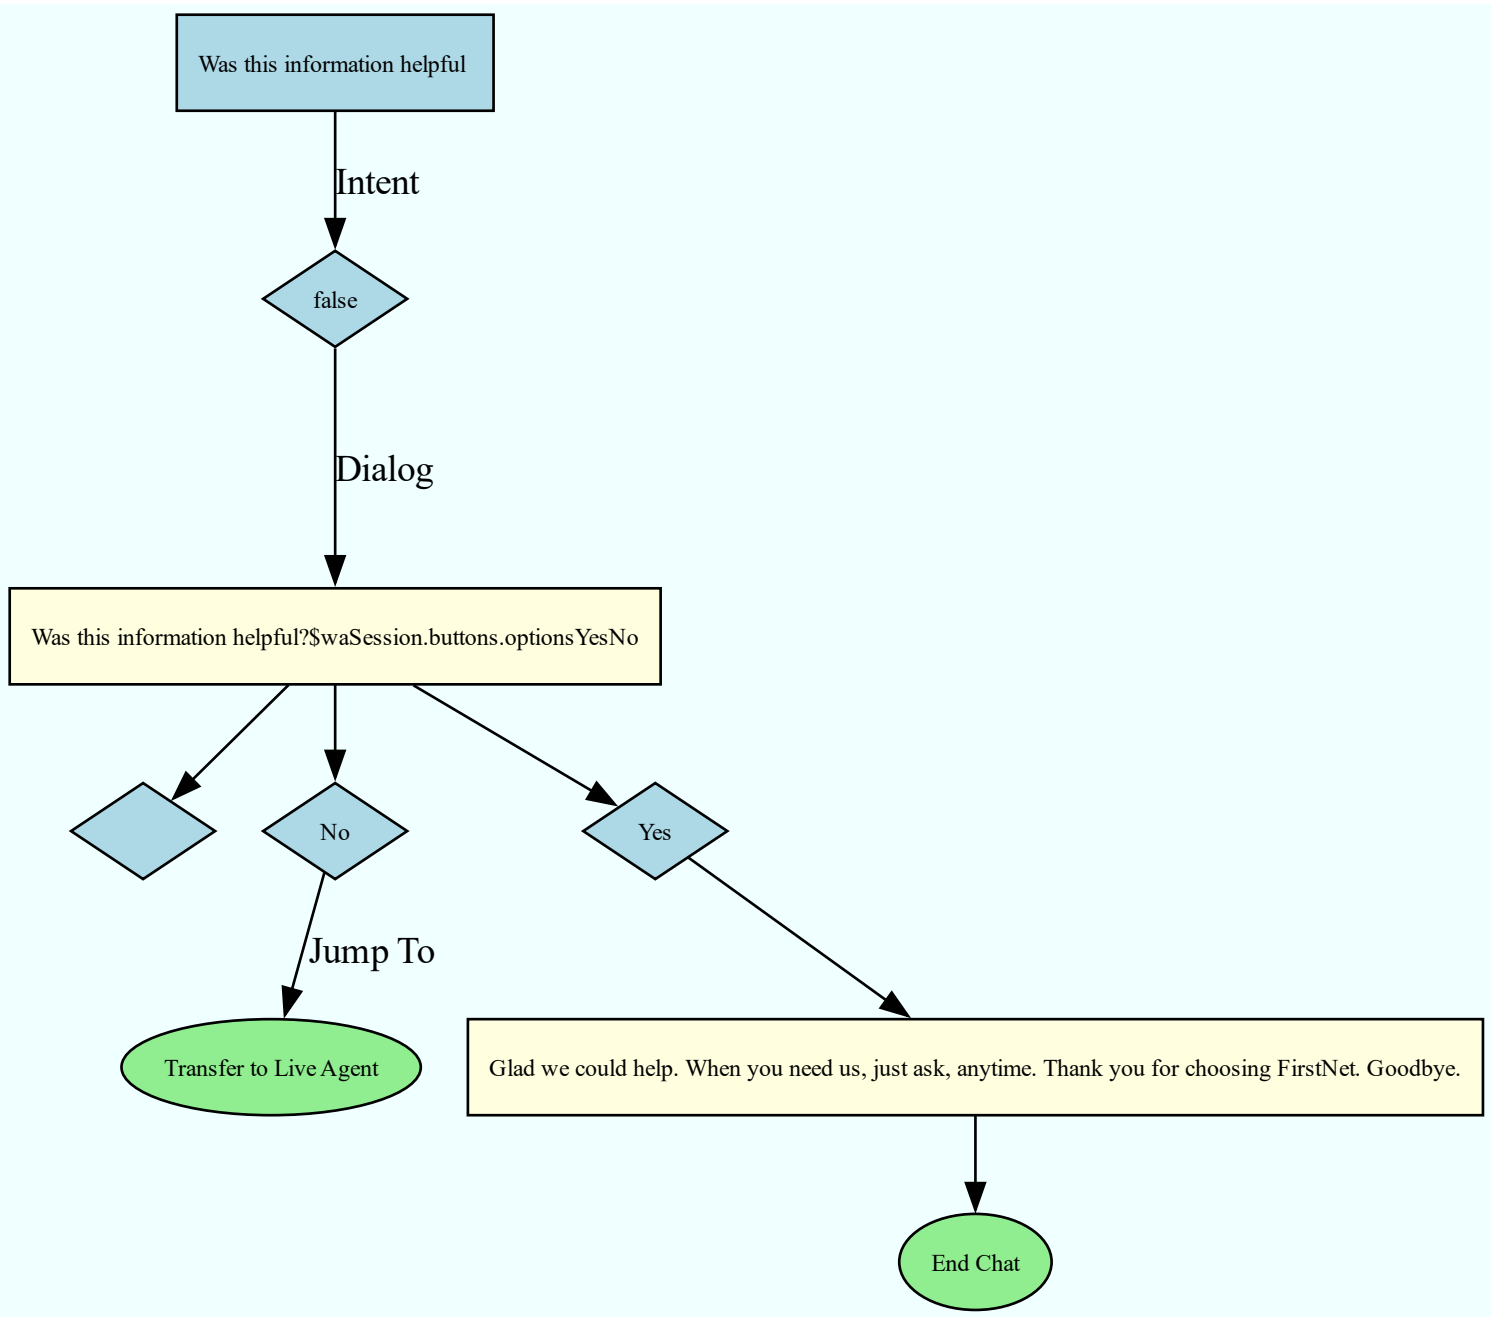 Was this information helpful
Intent
false
Dialog
Was this information helpful?$waSession.buttons.optionsYesNo
No
Yes
Jump To
Transfer to Live Agent
Glad we could help. When you need us, just ask, anytime. Thank you for choosing FirstNet. Goodbye.
End Chat